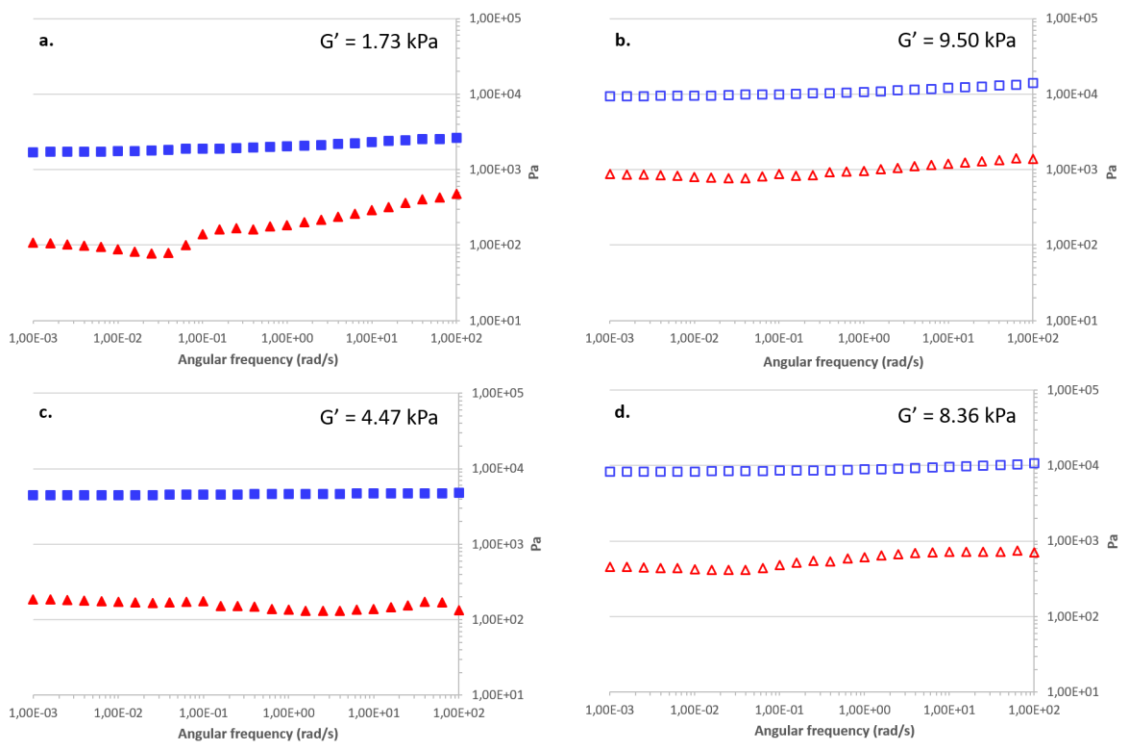 a.
G’ = 1.73 kPa
1,00E+05
1,00E+04
1,00E+03
1,00E+02
1,00E+01
Pa
1,00E-03 1,00E-02 1,00E-01 1,00E+00 1,00E+01 1,00E+02
Angular frequency (rad/s)
b.
G’ = 9.50 kPa
1,00E+05
1,00E+04
1,00E+03
1,00E+02
1,00E+01
Pa
1,00E-03 1,00E-02 1,00E-01 1,00E+00 1,00E+01 1,00E+02
Angular frequency (rad/s)
c.
G’ = 4.47 kPa
1,00E+05
1,00E+04
1,00E+03
1,00E+02
1,00E+01
Pa
1,00E-03 1,00E-02 1,00E-01 1,00E+00 1,00E+01 1,00E+02
Angular frequency (rad/s)
d.
G’ = 8.36 kPa
1,00E+05
1,00E+04
1,00E+03
1,00E+02
1,00E+01
Pa
1,00E-03 1,00E-02 1,00E-01 1,00E+00 1,00E+01 1,00E+02
Angular frequency (rad/s)